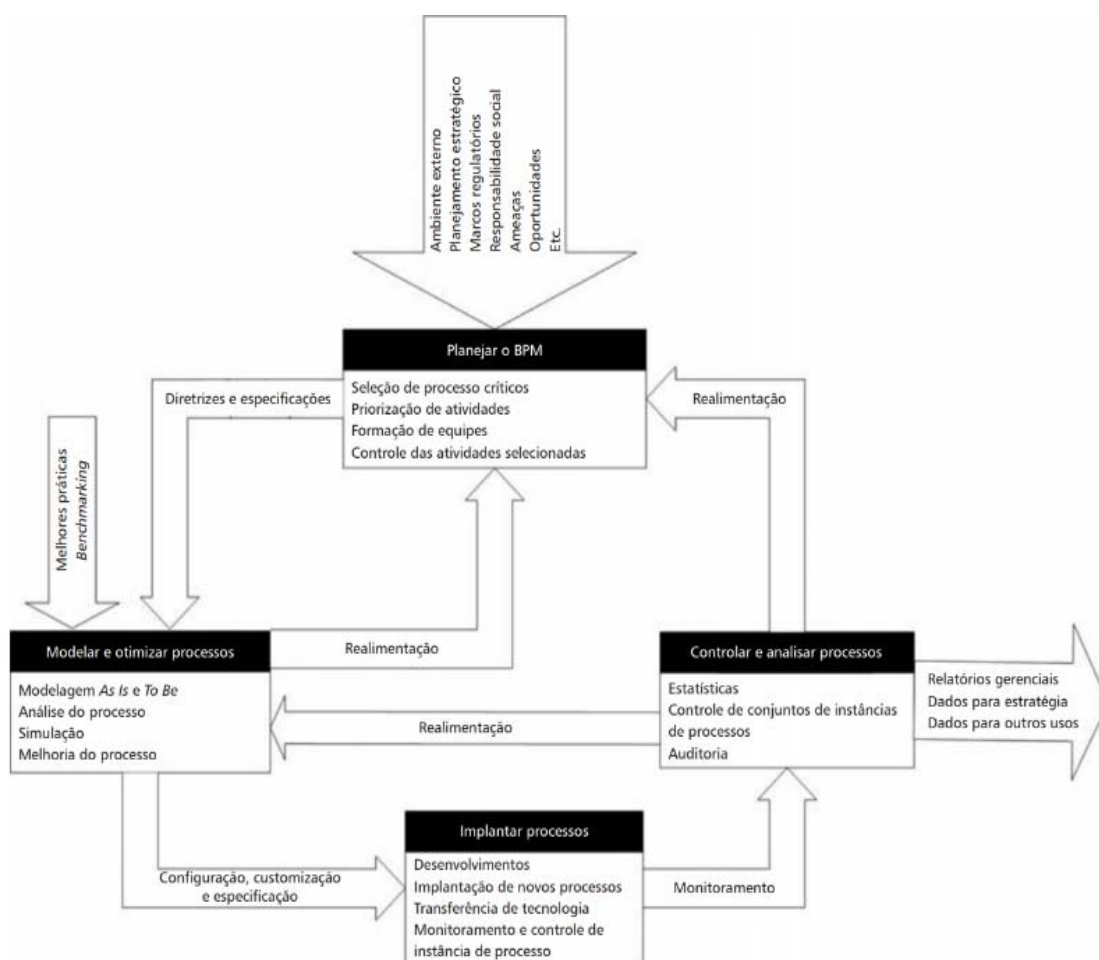 Ambiente externo
Planejamento estratégico
Marcos regulatórios
Responsabilidade social
Ameaças
Oportunidades
Etc.
Planejar o BPM
Seleção de processo críticos
Priorização de atividades
Formação de equipes
Controle das atividades selecionadas
Diretrizes e especificações
Realimentação
Melhores práticas
Benchmarking
Modelar e otimizar processos
Modelagem As Is e To Be
Análise do processo
Simulação
Melhoria do processo
Realimentação
Realimentação
Controlar e analisar processos
Estatísticas
Controle de conjuntos de instâncias
de processos
Auditoria
Relatórios gerenciais
Dados para estratégia
Dados para outros usos
Configuração, customização
e especificação
Implantar processos
Desenvolvimentos
Implantação de novos processos
Transferência de tecnologia
Monitoramento e controle de
instância de processo
Monitoramento